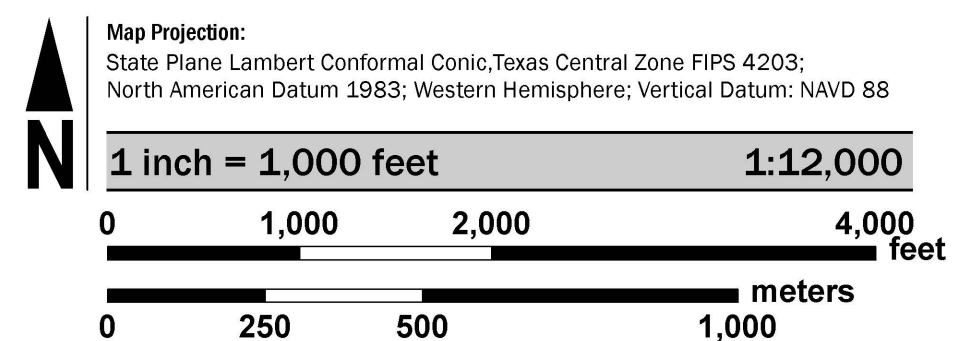 N
Map Projection:
State Plane Lambert Conformal Conic,Texas Central Zone FIPS 4203;
North American Datum 1983; Western Hemisphere; Vertical Datum: NAVD 88
1 inch = 1,000 feet 1:12,000
0 1,000 2,000 4,000
feet
meters
0 250 500 1,000